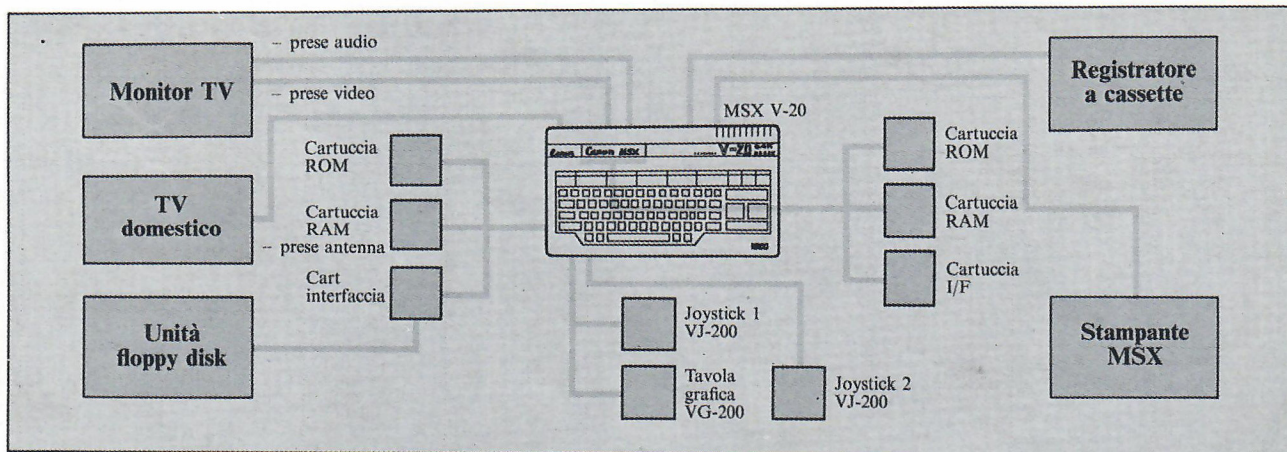 – prese audio
Monitor TV
– prese video
MSX V-20
Registratore
a cassette
Canon
Canon MSX
V-20
Cartuccia
ROM
Cartuccia
ROM
TV
domestico
Cartuccia
RAM
– prese antenna
Cartuccia
RAM
Cart
interfaccia
Cartuccia
I/F
Unità
floppy disk
Joystick 1
VJ-200
Stampante
MSX
Tavola
grafica
VG-200
Joystick 2
VJ-200